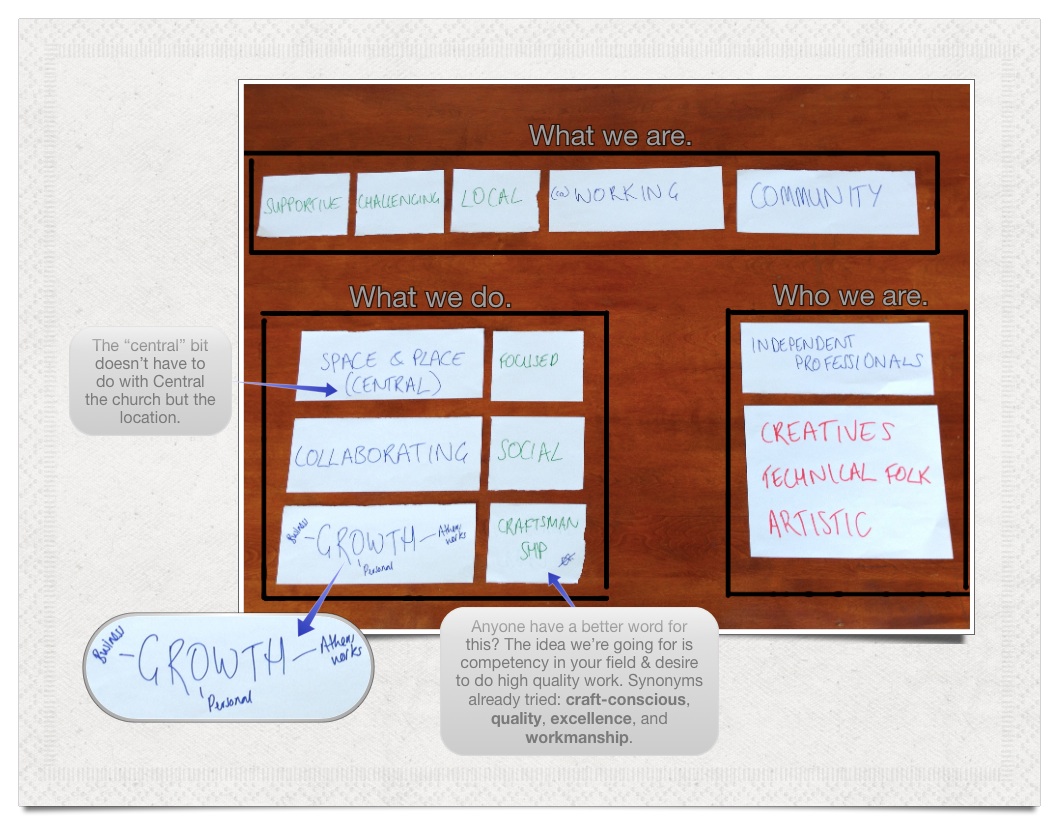 What we are.
SUPPORTIVE
CHALLENGING
LOCAL
(CO) WORKING
COMMUNITY
What we do.
The “central” bit
doesn’t have to
do with Central
the church but the
location.
SPACE & PLACE
(CENTRAL)
FOCUSED
COLLABORATING
SOCIAL
Business
GROWTH
Athens
works
Personal
CRAFTSMAN
SHIP
Who we are.
INDEPENDENT
PROFESSIONALS
CREATIVES
TECHNICAL FOLK
ARTISTIC
Business
GROWTH
Athens
works
Personal
Anyone have a better word for
this? The idea we’re going for is
competency in your field & desire
to do high quality work. Synonyms
already tried: craft-conscious,
quality, excellence, and
workmanship.